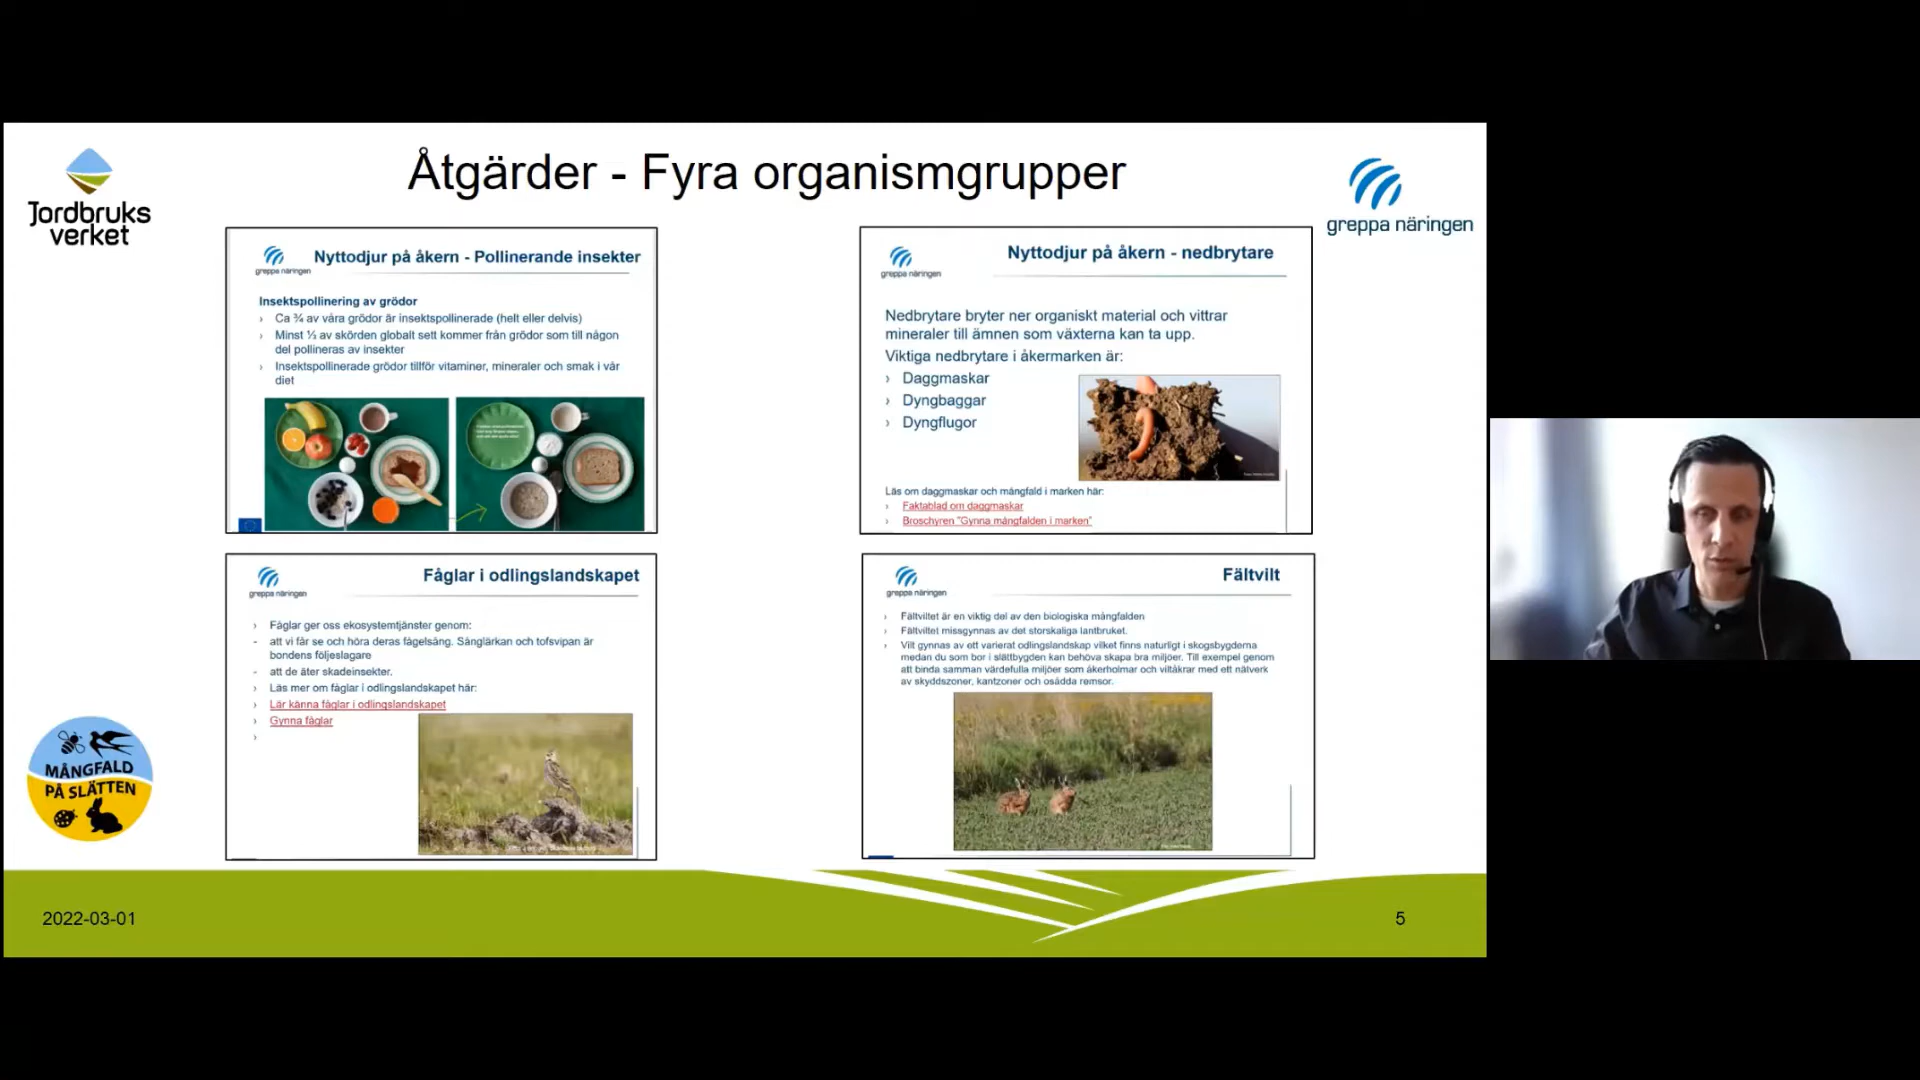 Åtgärder - Fyra organismgrupper
Jordbruks
verket
greppa näringen
greppa näringen
Nyttodjur på åkern - Pollinerande insekter
Insektspollinering av grödor
› Ca ¾ av våra grödor är insektspollinerade (helt eller delvis)
› Minst ⅓ av skörden globalt sett kommer från grödor som till någon
del pollineras av insekter
› Insektspollinerade grödor tillför vitaminer, mineraler och smak i vår
diet
greppa näringen
Nyttodjur på åkern - nedbrytare
Nedbrytare bryter ner organiskt material och vittrar
mineraler till ämnen som växterna kan ta upp.
Viktiga nedbrytare i åkermarken är:
› Daggmaskar
› Dyngbaggar
› Dyngflugor
Läs om daggmaskar och mångfald i marken här:
› Faktablad om daggmaskar
› Broschyren "Gynna mångfalden i marken"
greppa näringen
Fåglar i odlingslandskapet
› Fåglar ger oss ekosystemtjänster genom:
- att vi får se och höra deras fågelsång. Sånglärkan och tofsvipan är
bondens följeslagare
- att de äter skadeinsekter.
› Läs mer om fåglar i odlingslandskapet här:
› Lär känna fåglar i odlingslandskapet
› Gynna fåglar
›
greppa näringen
Fältvilt
› Fältviltet är en viktig del av den biologiska mångfalden
› Fältviltet missgynnas av det storskaliga lantbruket.
› Vilt gynnas av ett varierat odlingslandskap vilket finns naturligt i skogsbygderna
medan du som bor i slättbygden kan behöva skapa bra miljöer. Till exempel genom
att binda samman värdefulla miljöer som åkerholmar och viltåkrar med ett nätverk
av skyddszoner, kantzoner och osådda remsor.
MÅNGFALD
PÅ SLÄTTEN
2022-03-01
5